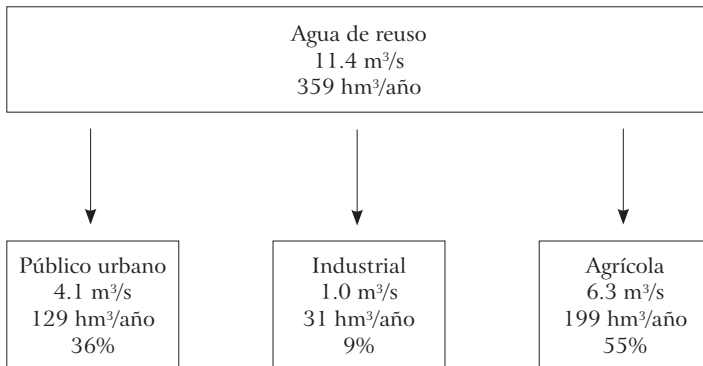 Agua de reuso
11.4 m³/s
359 hm³/año
Público urbano
4.1 m³/s
129 hm³/año
36%
Industrial
1.0 m³/s
31 hm³/año
9%
Agrícola
6.3 m³/s
199 hm³/año
55%